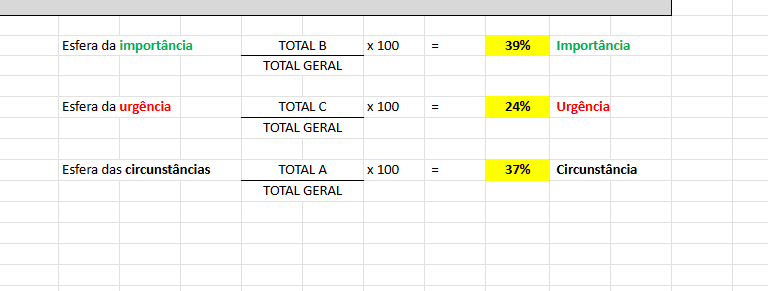 Esfera da importância TOTAL B x 100 = 39% Importância
TOTAL GERAL
Esfera da urgência TOTAL C x 100 = 24% Urgência
TOTAL GERAL
Esfera das circunstâncias TOTAL A x 100 = 37% Circunstância
TOTAL GERAL